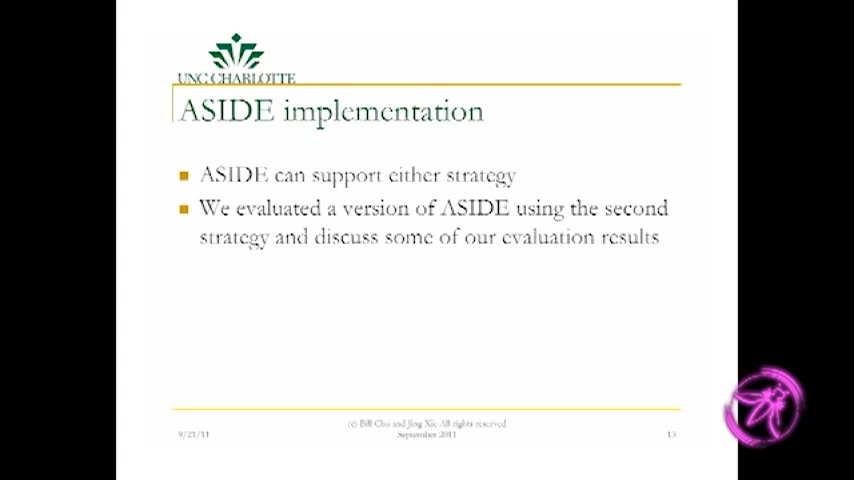 UNC CHARLOTTE
ASIDE implementation
ASIDE can support either strategy
We evaluated a version of ASIDE using the second
strategy and discuss some of our evaluation results
(c) Bill Chu and Jing Xie All rights reserved
9/21/11
September 2011
13